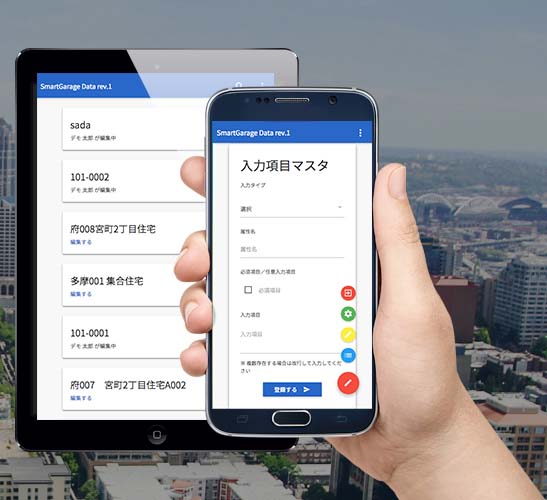 SmartGarage Data rev.1
sada
デモ 太郎 が編集中
101-0002
デモ 太郎 が編集中
府008宮町2丁目住宅
編集する
多摩001 集合住宅
編集する
101-0001
デモ 太郎 が編集中
府007　宮町2丁目住宅A002
SmartGarage Data rev.1
入力項目マスタ
入力タイプ
選択
属性名
属性名
必須項目／任意入力項目
必須項目
入力項目
入力項目
※ 複数存在する場合は改行して入力してくだ
さい
登録する